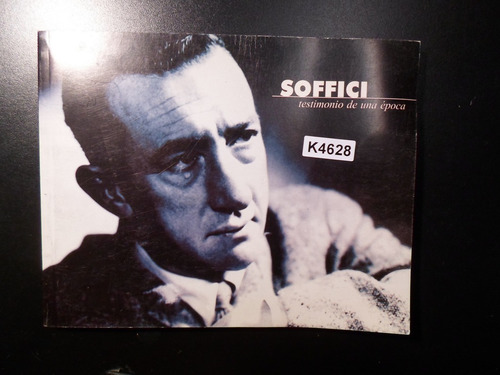 SOFFICI
testimonio de una época
K4628